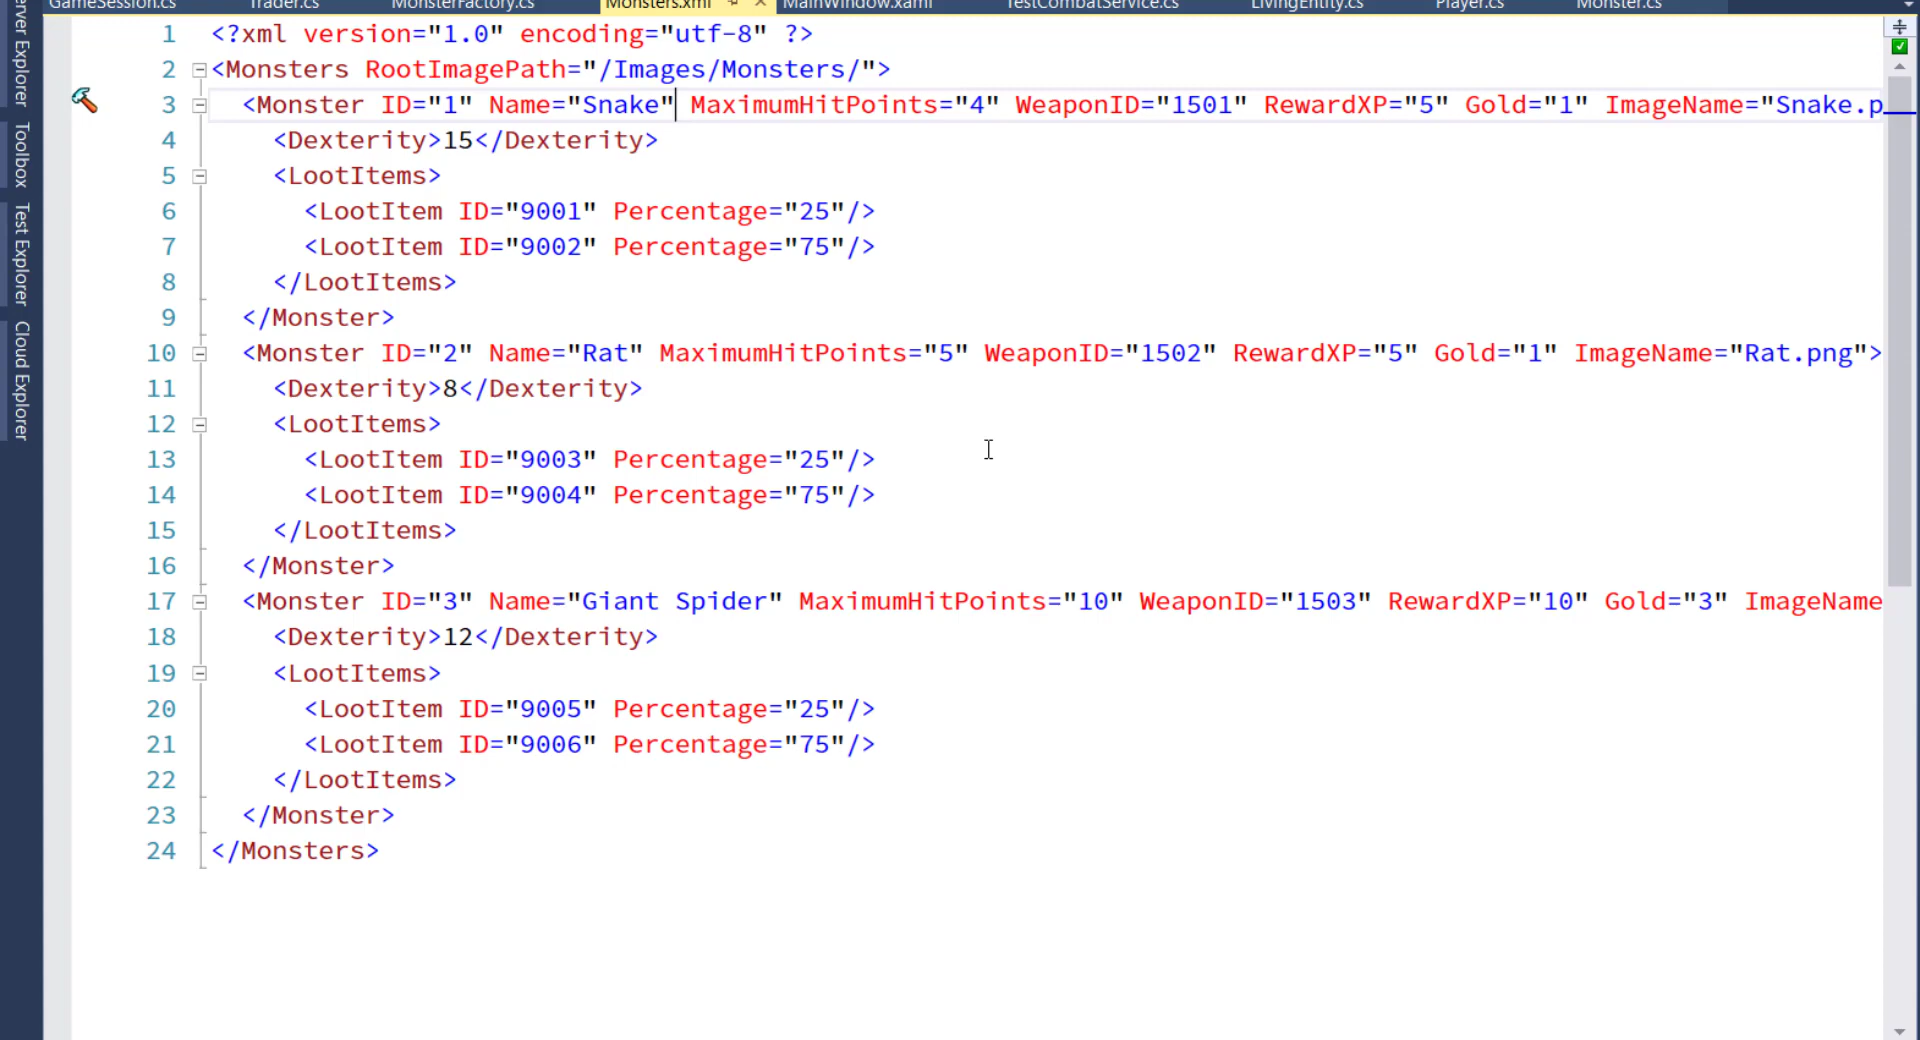 GameSession.cs Trader.cs MonsterFactory.cs Monsters.xml MainWindow.xaml TestCombatService.cs LivingEntity.cs Player.cs Monster.cs
Explorer
Toolbox
Test Explorer
Cloud Explorer
1 <?xml version="1.0" encoding="utf-8" ?>
2 <Monsters RootImagePath="/Images/Monsters/">
3 <Monster ID="1" Name="Snake" MaximumHitPoints="4" WeaponID="1501" RewardXP="5" Gold="1" ImageName="Snake.p
4 <Dexterity>15</Dexterity>
5 <LootItems>
6 <LootItem ID="9001" Percentage="25"/>
7 <LootItem ID="9002" Percentage="75"/>
8 </LootItems>
9 </Monster>
10 <Monster ID="2" Name="Rat" MaximumHitPoints="5" WeaponID="1502" RewardXP="5" Gold="1" ImageName="Rat.png">
11 <Dexterity>8</Dexterity>
12 <LootItems>
13 <LootItem ID="9003" Percentage="25"/>
14 <LootItem ID="9004" Percentage="75"/>
15 </LootItems>
16 </Monster>
17 <Monster ID="3" Name="Giant Spider" MaximumHitPoints="10" WeaponID="1503" RewardXP="10" Gold="3" ImageName
18 <Dexterity>12</Dexterity>
19 <LootItems>
20 <LootItem ID="9005" Percentage="25"/>
21 <LootItem ID="9006" Percentage="75"/>
22 </LootItems>
23 </Monster>
24 </Monsters>